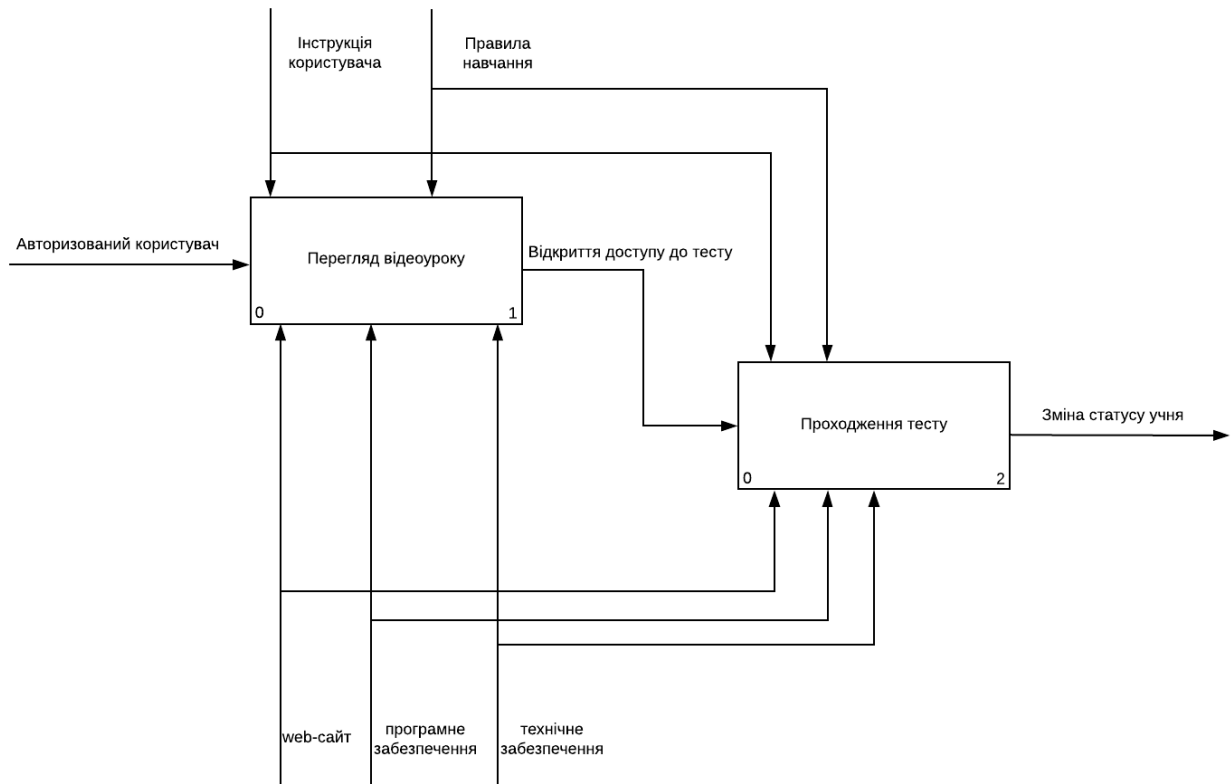 Інструкція
користувача
Правила
навчання
Авторизований користувач
Перегляд відеоуроку
0
1
Відкриття доступу до тесту
Проходження тесту
0
2
Зміна статусу учня
web-сайт
програмне
забезпечення
технічне
забезпечення